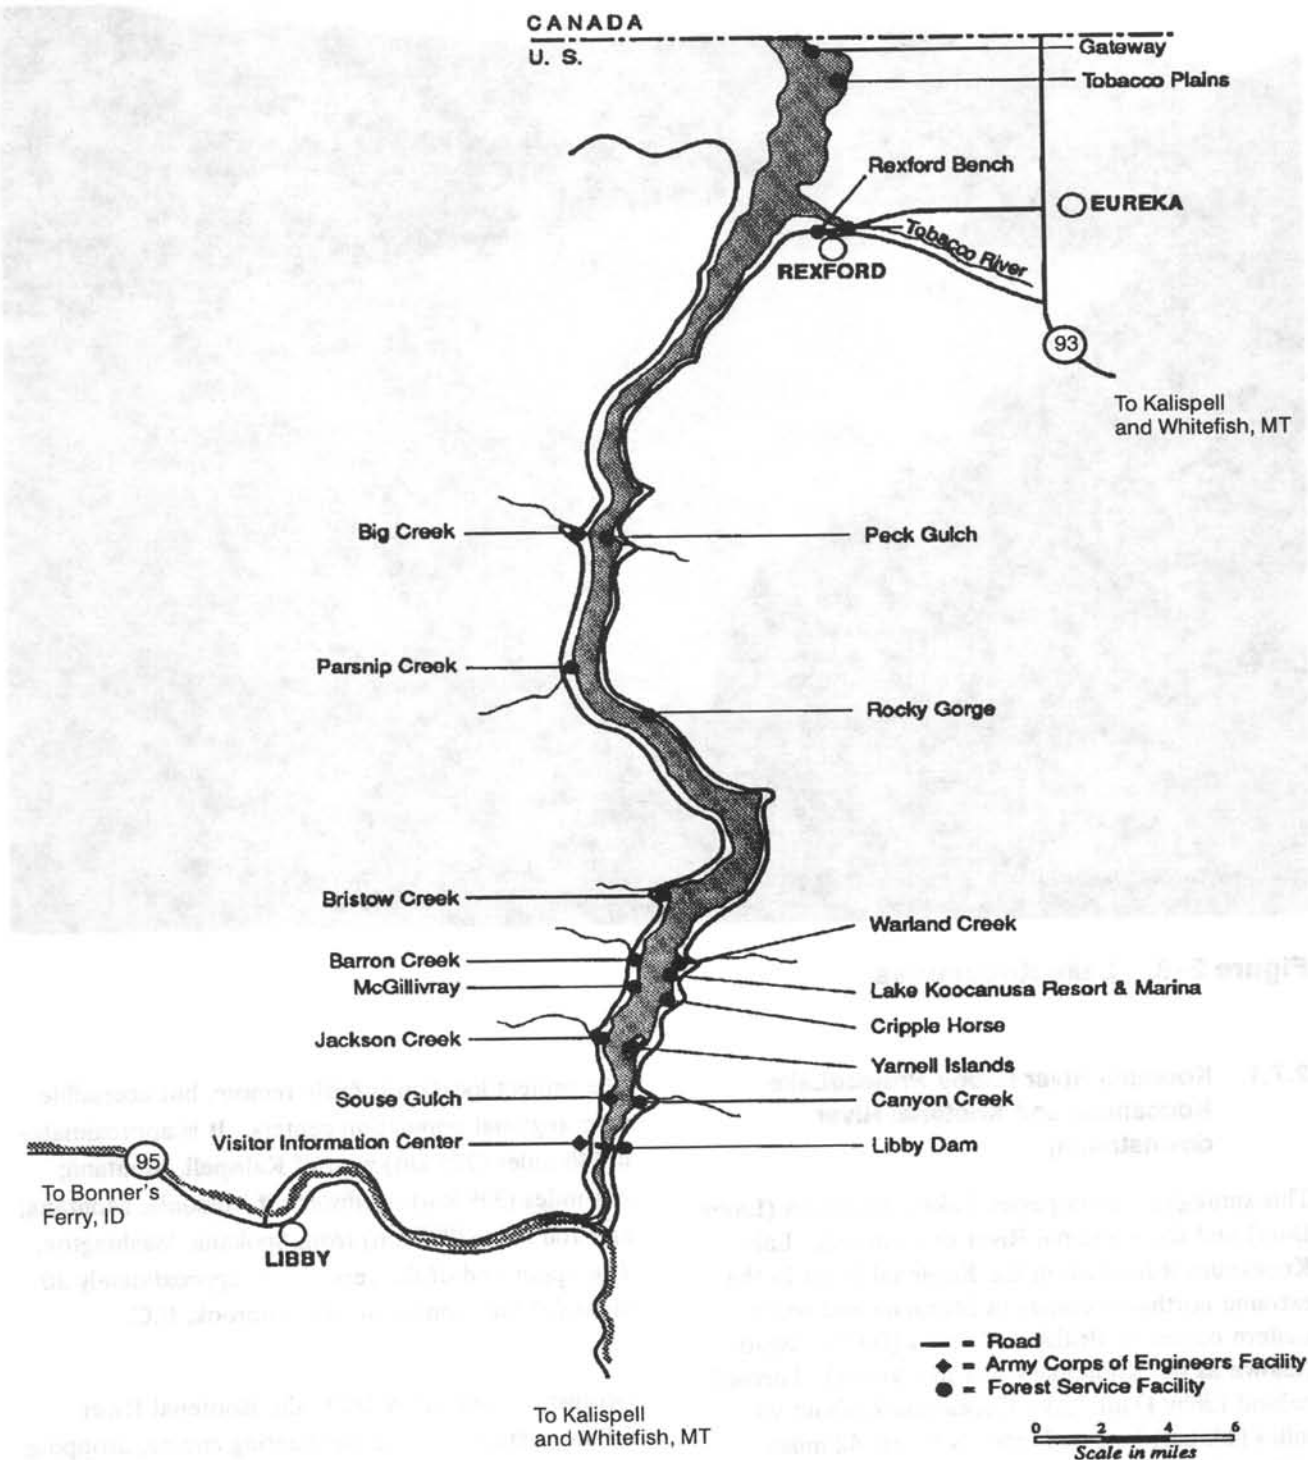 CANADA
U. S.
Gateway
Tobacco Plains
Rexford Bench
EUREKA
Tobacco River
REXFORD
93
To Kalispell
and Whitefish, MT
Big Creek
Peck Gulch
Parsnip Creek
Rocky Gorge
Bristow Creek
Warland Creek
Barron Creek
McGillivray
Lake Koocanusa Resort & Marina
Cripple Horse
Jackson Creek
Yarnell Islands
Souse Gulch
Canyon Creek
Visitor Information Center
Libby Dam
95
To Bonner's
Ferry, ID
LIBBY
= Road
= Army Corps of Engineers Facility
= Forest Service Facility
To Kalispell
and Whitefish, MT
0 2 4 6
Scale in miles